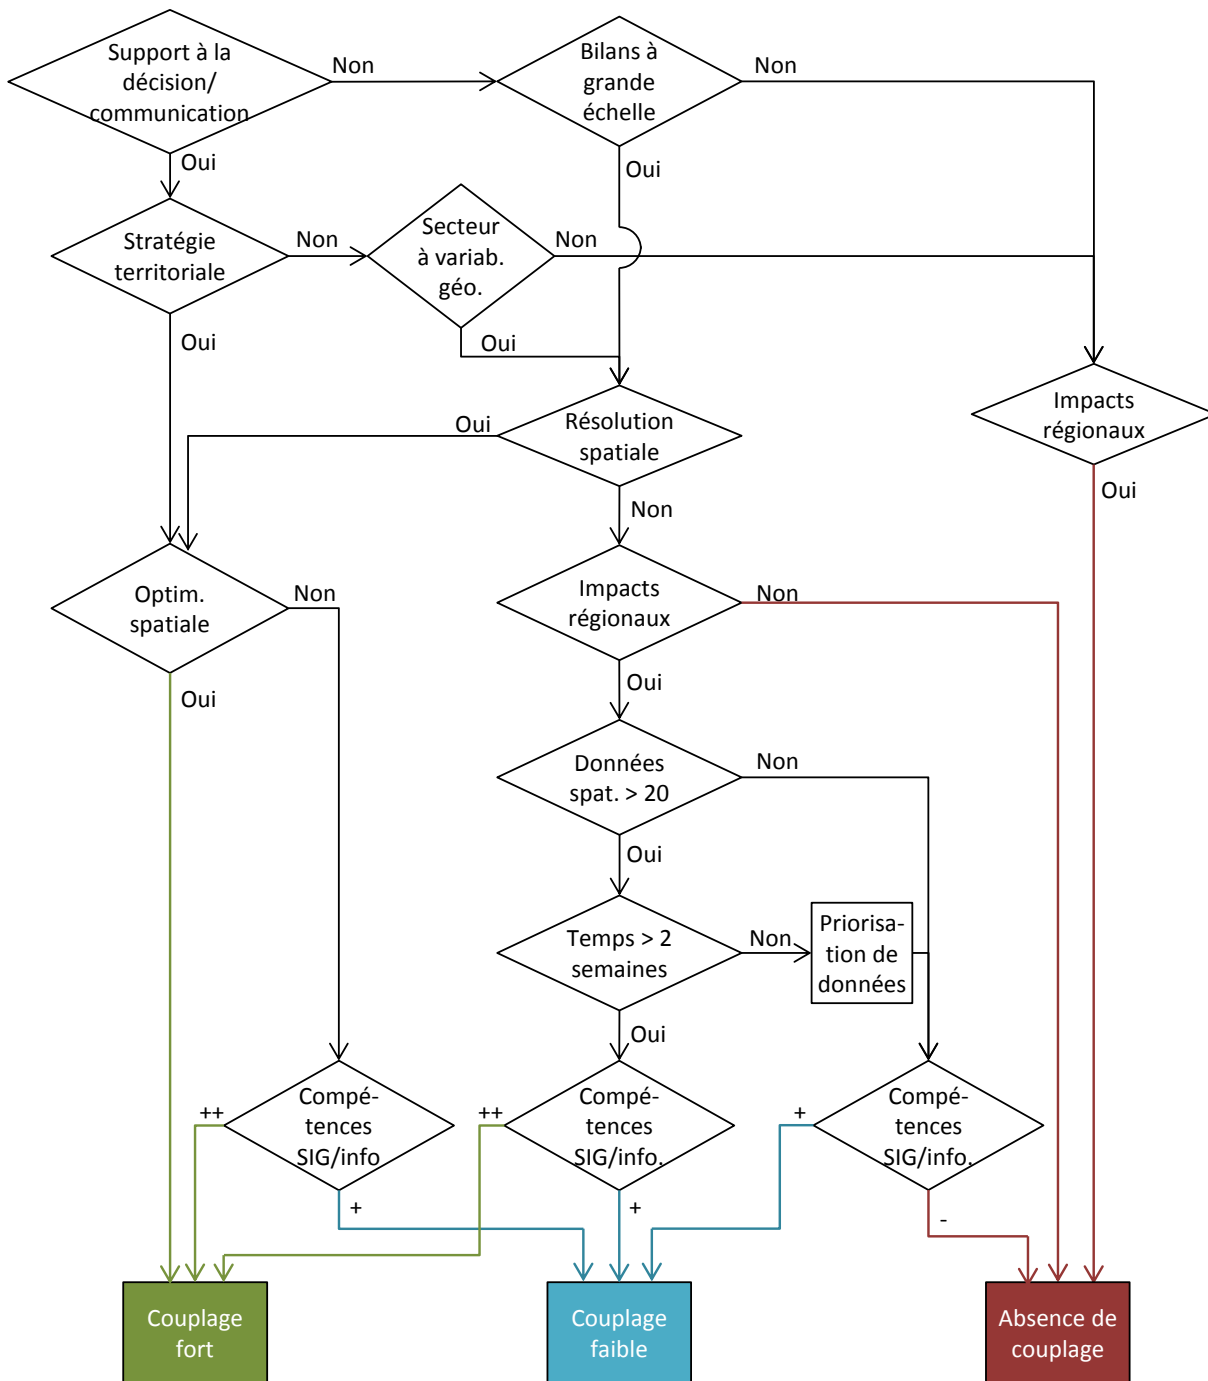 Support à la
décision/
communication
Non
Bilans à
grande
échelle
Non
Oui
Oui
Stratégie
territoriale
Non
Secteur
à variab.
géo.
Non
Oui
Oui
Oui
Résolution
spatiale
Impacts
régionaux
Non
Oui
Optim.
spatiale
Non
Impacts
régionaux
Non
Oui
Oui
Données
spat. > 20
Non
Oui
Temps > 2
semaines
Non
Priorisa-
tion de
données
Oui
++
Compé-
tences
SIG/info
++
Compé-
tences
SIG/info.
+
Compé-
tences
SIG/info.
+
+
-
Couplage
fort
Couplage
faible
Absence de
couplage